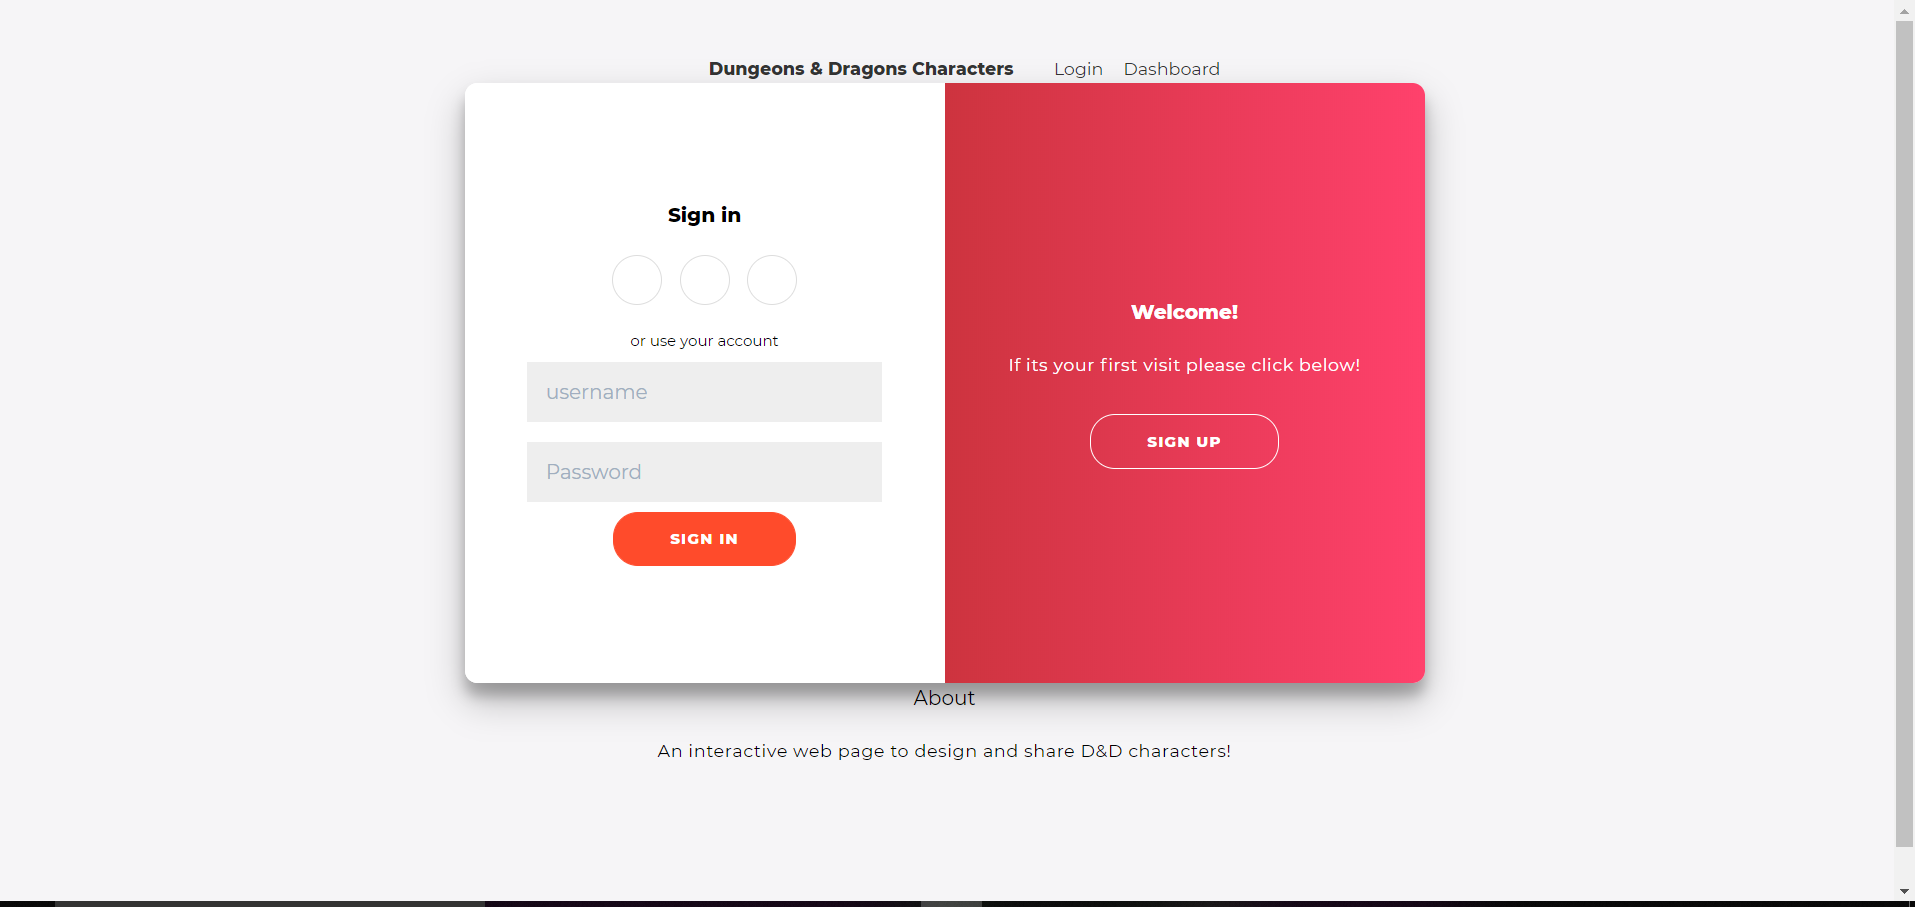 Dungeons & Dragons Characters Login Dashboard
Sign in
or use your account
username
Password
SIGN IN
Welcome!
If its your first visit please click below!
SIGN UP
About
An interactive web page to design and share D&D characters!